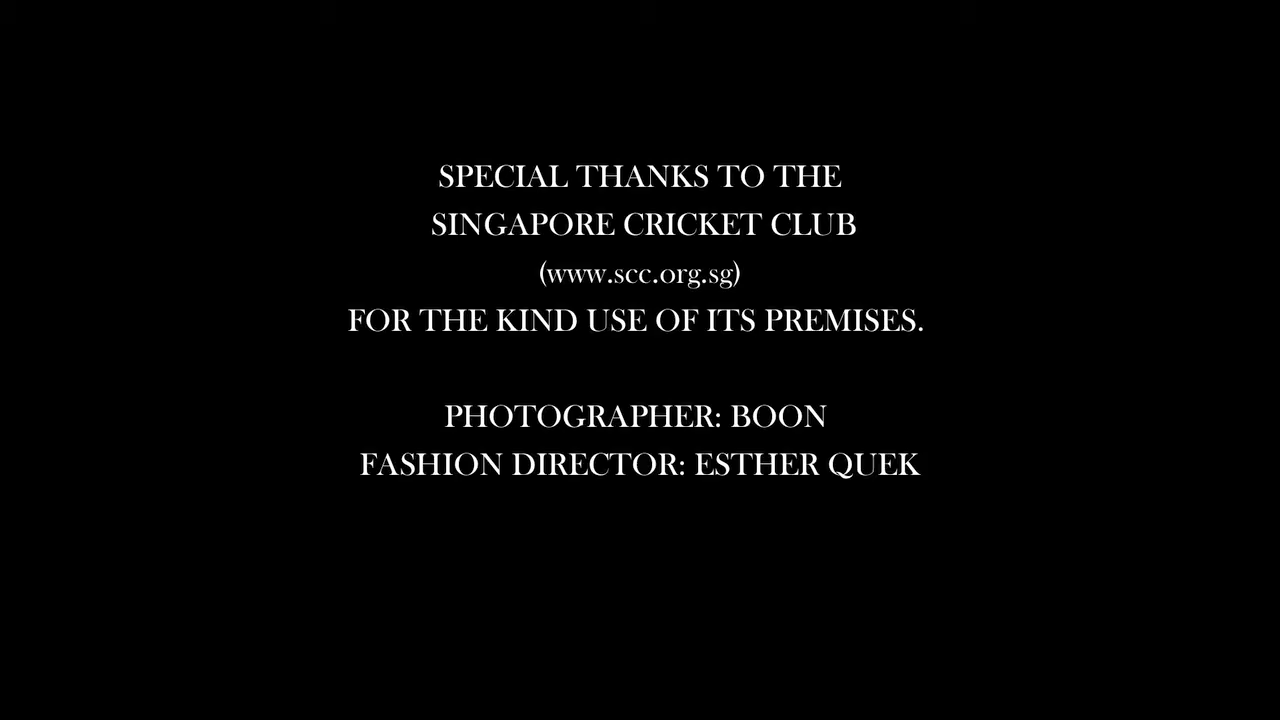 SPECIAL THANKS TO THE
SINGAPORE CRICKET CLUB
(www.scc.org.sg)
FOR THE KIND USE OF ITS PREMISES.
PHOTOGRAPHER: BOON
FASHION DIRECTOR: ESTHER QUEK